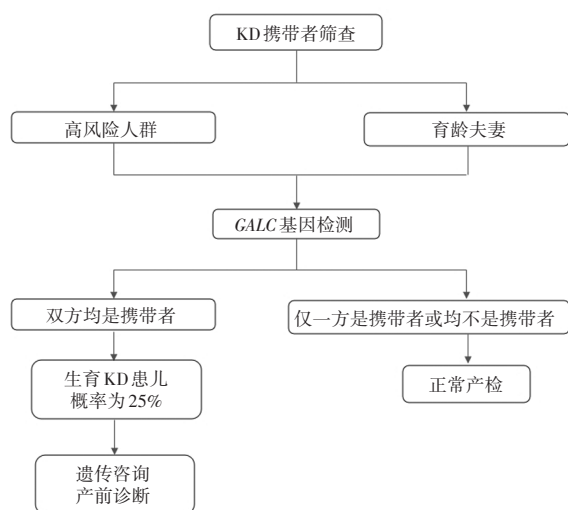 KD携带者筛查
高风险人群
育龄夫妻
GALC基因检测
双方均是携带者
仅一方是携带者或均不是携带者
生育KD患儿
概率为25%
正常产检
遗传咨询
产前诊断